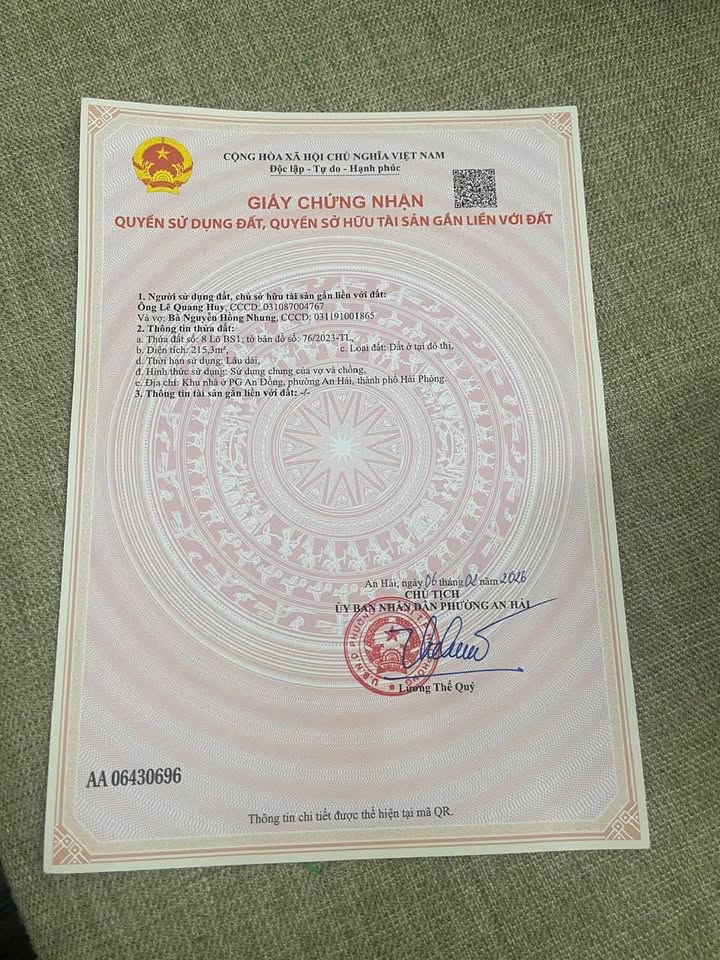 CỘNG HÒA XÃ HỘI CHỦ NGHĨA VIỆT NAM
Độc lập - Tự do - Hạnh phúc
GIẤY CHỨNG NHẬN
QUYỀN SỬ DỤNG ĐẤT, QUYỀN SỞ HỮU TÀI SẢN GẮN LIỀN VỚI ĐẤT
1. Người sử dụng đất, chủ sở hữu tài sản gắn liền với đất:
Ông Lê Quang Huy, CCCD: 031087004767
Và vợ: Bà Nguyễn Hồng Nhung, CCCD: 031191001865
2. Thông tin thửa đất:
a. Thửa đất số: 8 Lô BS1; tờ bản đồ số: 76/2023-TL,
b. Diện tích: 215,3m², c. Loại đất: Đất ở tại đô thị,
d. Thời hạn sử dụng: Lâu dài,
đ. Hình thức sử dụng: Sử dụng chung của vợ và chồng,
e. Địa chỉ: Khu nhà ở PG An Đồng, phường An Hải, thành phố Hải Phòng.
3. Thông tin tài sản gắn liền với đất: -/-
An Hải, ngày 06 tháng 02 năm 2026
CHỦ TỊCH
ỦY BAN NHÂN DÂN PHƯỜNG AN HẢI
Lương Thế Quý
AA 06430696
Thông tin chi tiết được thể hiện tại mã QR.